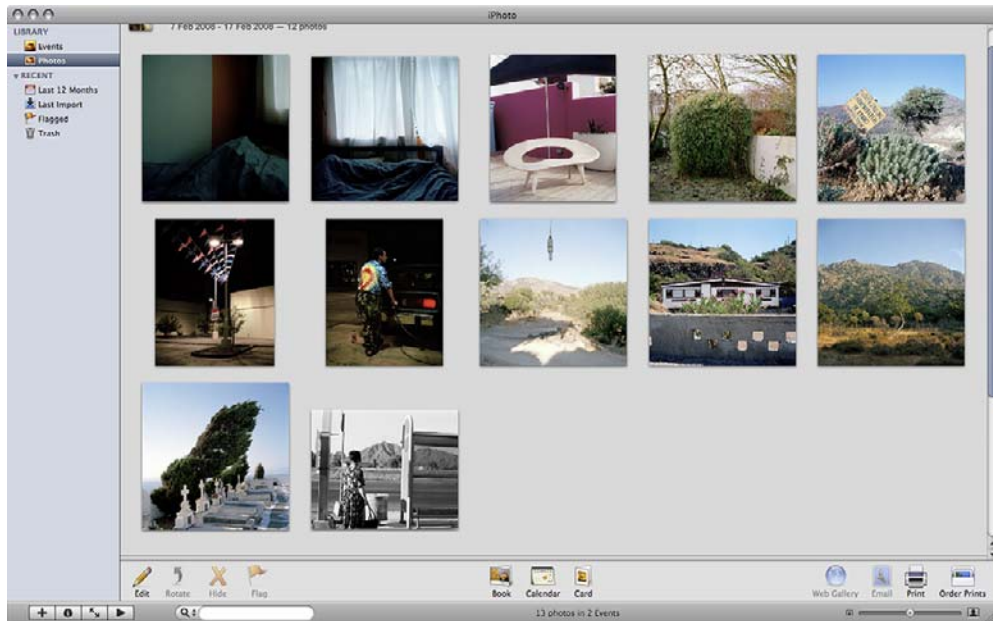 iPhoto
LIBRARY
Events
Photos
RECENT
Last 12 Months
Last Import
Flagged
Trash
7 Feb 2008 - 17 Feb 2008 — 12 photos
Edit
Rotate
Hide
Flag
Book
Calendar
Card
Web Gallery
Email
Print
Order Prints
13 photos in 2 Events